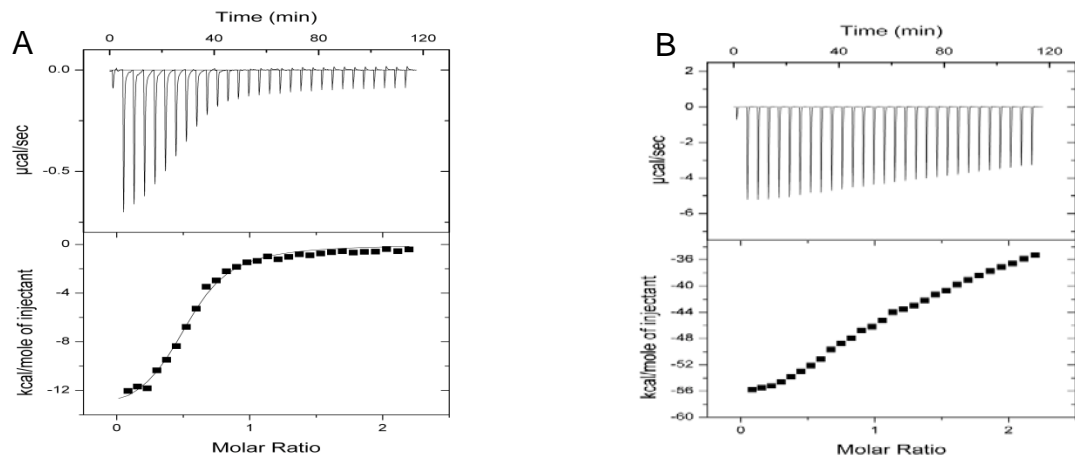 A
Time (min)
0 40 80 120
0.0
-0.5
µcal/sec
0
-4
-8
-12
kcal/mole of injectant
0 1 2
Molar Ratio
B
Time (min)
0 40 80 120
2
0
-2
-4
-6
µcal/sec
-36
-40
-44
-48
-52
-56
-60
kcal/mole of injectant
0 1 2
Molar Ratio